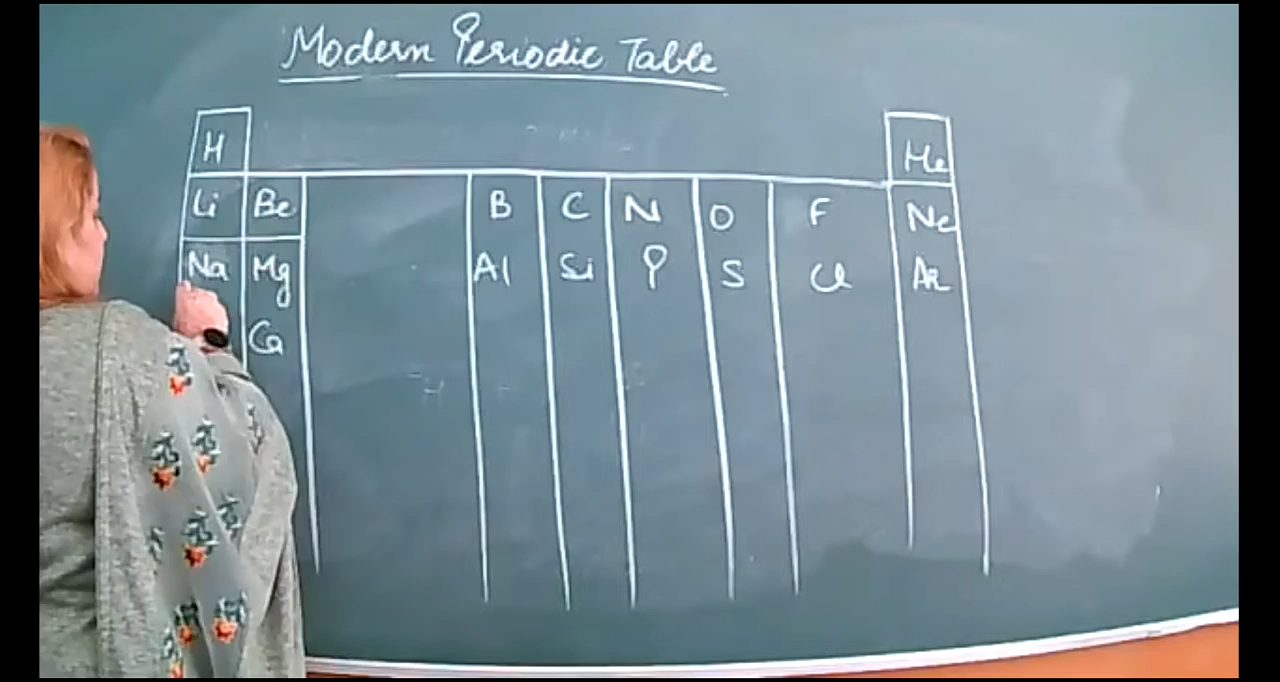 Modern Periodic Table
H He
Li Be B C N O F Ne
Na Mg Al Si P S Cl Ar
Ca